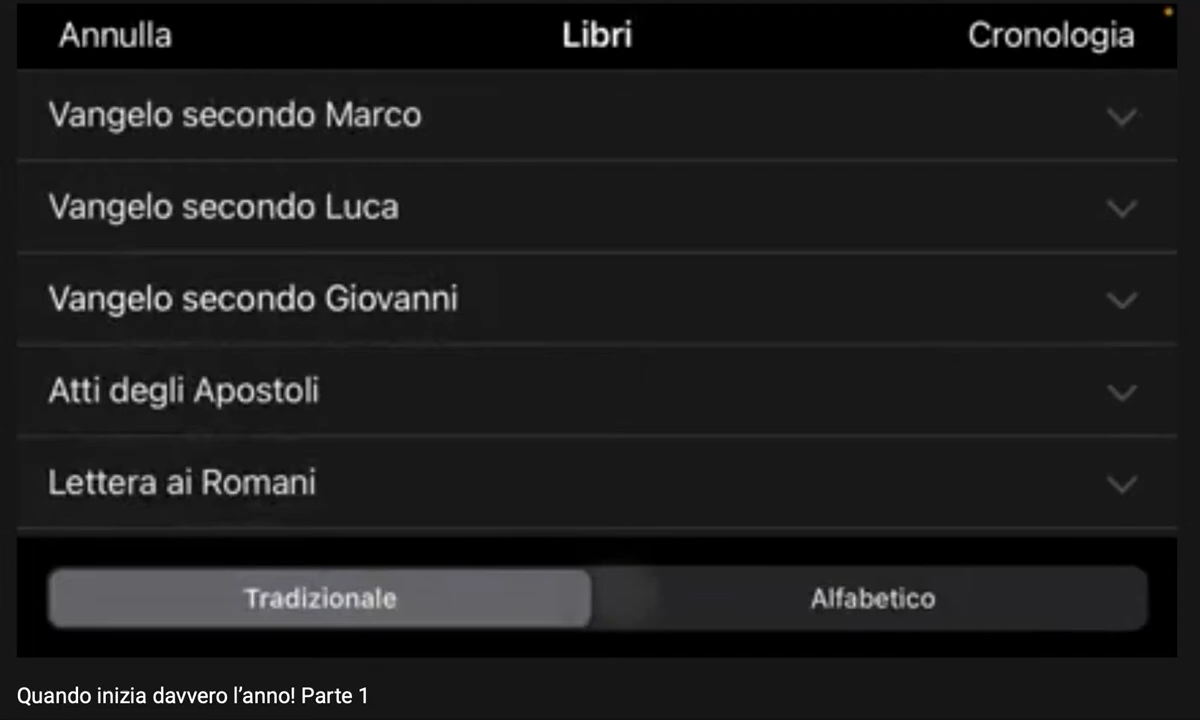 Annulla Libri Cronologia
Vangelo secondo Marco
Vangelo secondo Luca
Vangelo secondo Giovanni
Atti degli Apostoli
Lettera ai Romani
Tradizionale Alfabetico
Quando inizia davvero l’anno! Parte 1